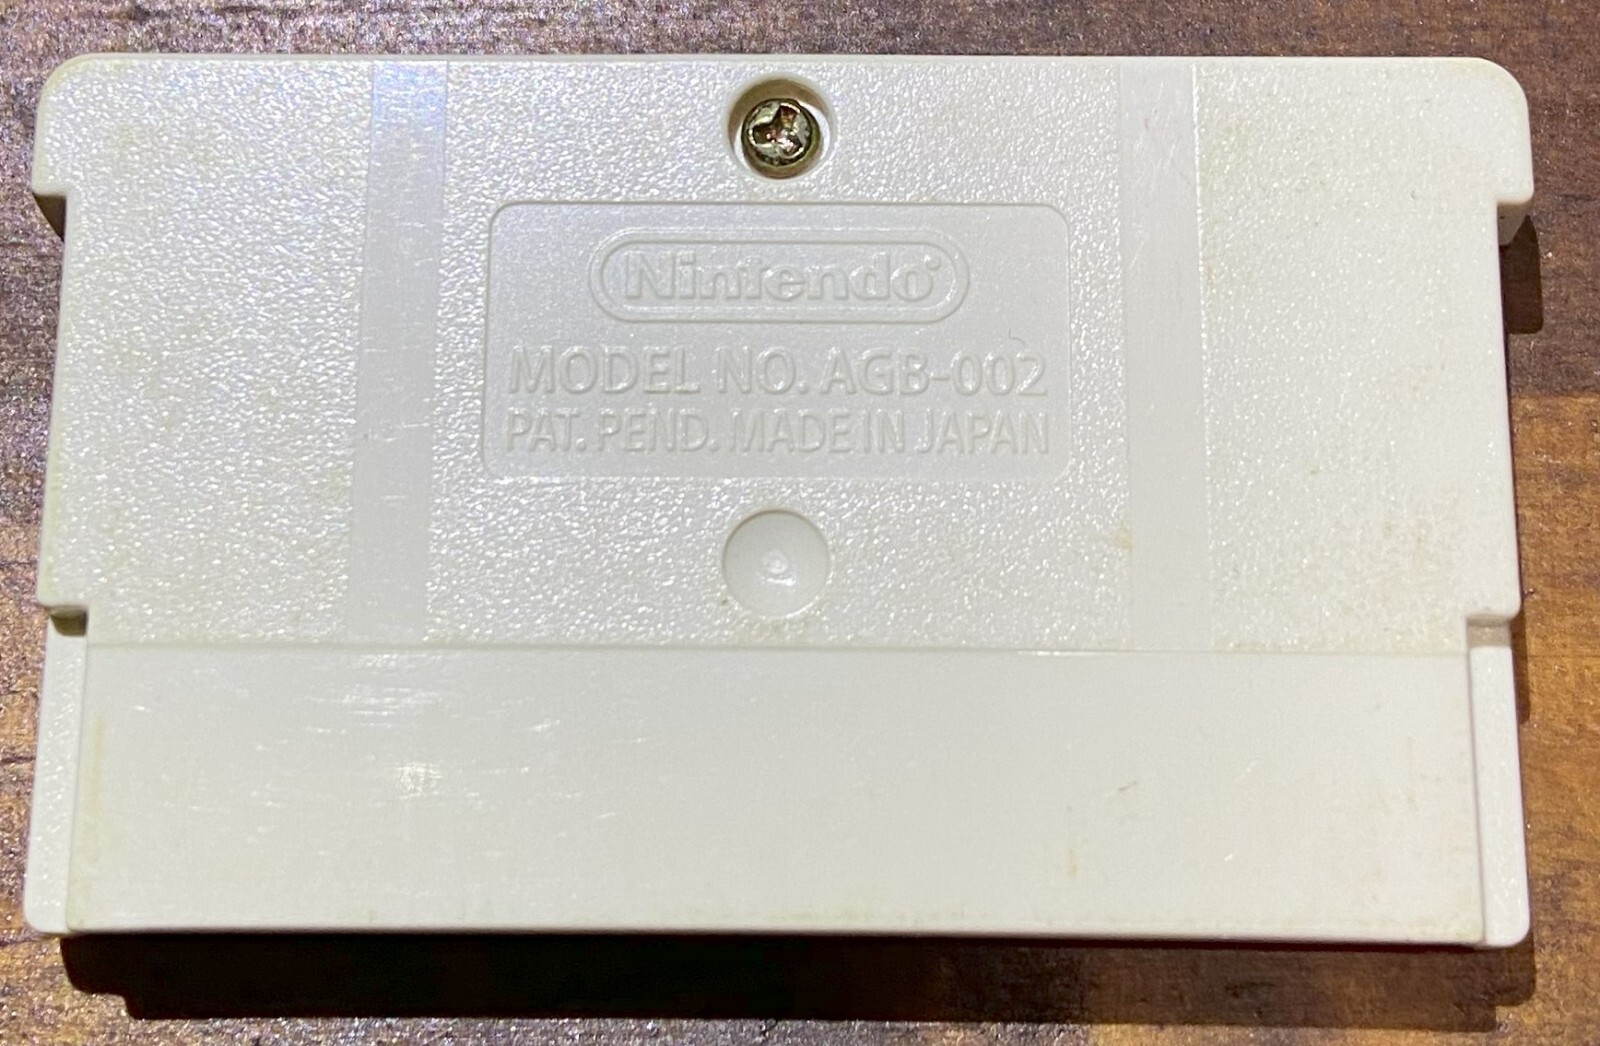 Nintendo
MODEL NO. AGB-002
PAT. PEND. MADE IN JAPAN